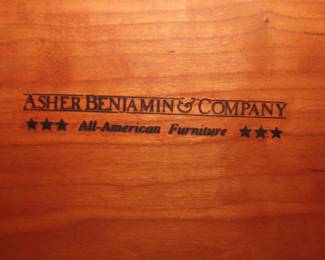 ASHER BENJAMIN & COMPANY
★★★ All-American Furniture ★★★